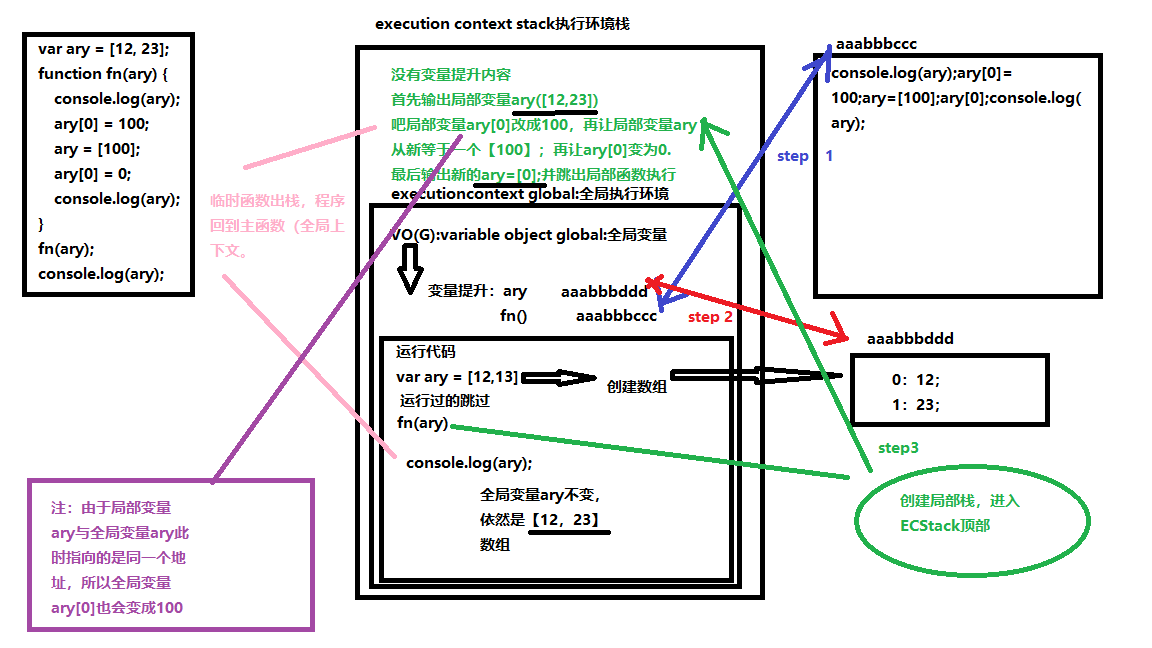 execution context stack执行环境栈
var ary = [12, 23];
function fn(ary) {
console.log(ary);
ary[0] = 100;
ary = [100];
ary[0] = 0;
console.log(ary);
}
fn(ary);
console.log(ary);
没有变量提升内容
首先输出局部变量ary([12,23])
吧局部变量ary[0]改成100，再让局部变量ary
从新等于一个【100】；再让ary[0]变为0.
最后输出新的ary=[0];并跳出局部函数执行
executioncontext global:全局执行环境
VO(G):variable object global:全局变量
变量提升：ary aaabbbddd
fn() aaabbbccc
运行代码
var ary = [12,13]
创建数组
运行过的跳过
fn(ary)
console.log(ary);
全局变量ary不变，
依然是【12，23】
数组
临时函数出栈，程序
回到主函数（全局上
下文。
注：由于局部变量
ary与全局变量ary此
时指向的是同一个地
址，所以全局变量
ary[0]也会变成100
aaabbbccc
console.log(ary);ary[0]=
100;ary=[100];ary[0];console.log(
ary);
step 1
step 2
aaabbbddd
0：12;
1：23;
step3
创建局部栈，进入
ECStack顶部